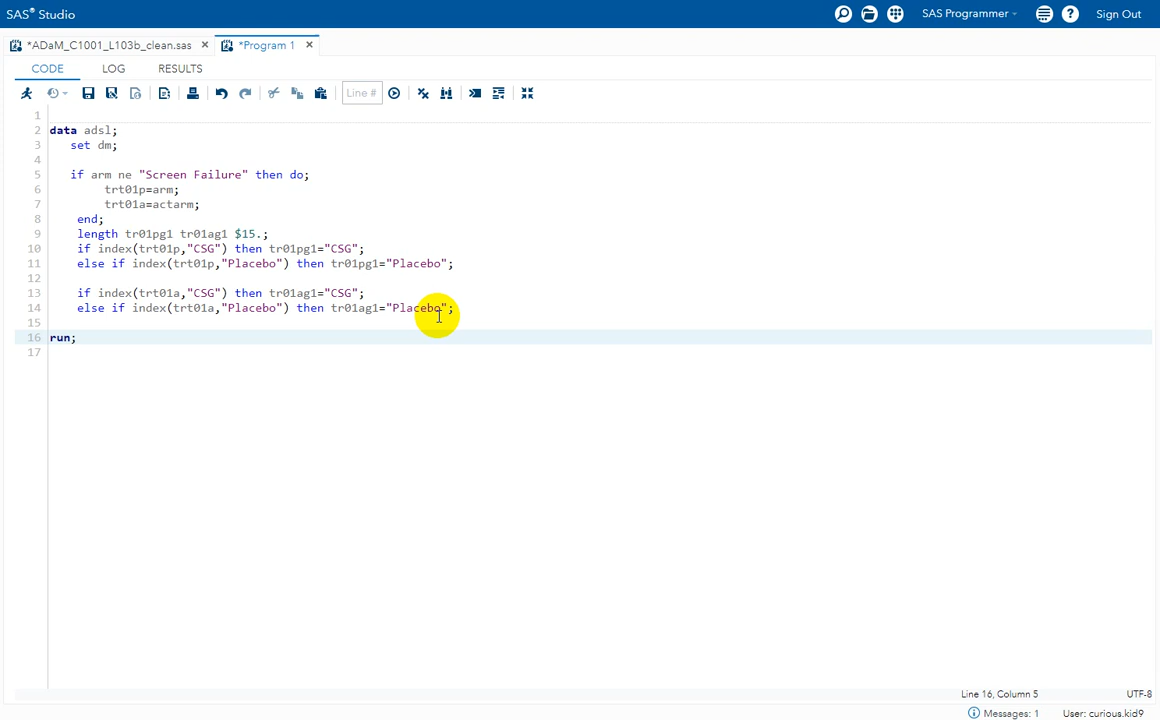 SAS® Studio
SAS Programmer
Sign Out
*ADaM_C1001_L103b_clean.sas
*Program 1
CODE
LOG
RESULTS
Line #
1
2 data adsl;
3 set dm;
4
5 if arm ne "Screen Failure" then do;
6 trt01p=arm;
7 trt01a=actarm;
8 end;
9 length tr01pg1 tr01ag1 $15.;
10 if index(trt01p,"CSG") then tr01pg1="CSG";
11 else if index(trt01p,"Placebo") then tr01pg1="Placebo";
12
13 if index(trt01a,"CSG") then tr01ag1="CSG";
14 else if index(trt01a,"Placebo") then tr01ag1="Placebo";
15
16 run;
17
Line 16, Column 5
UTF-8
Messages: 1
User: curious.kid9